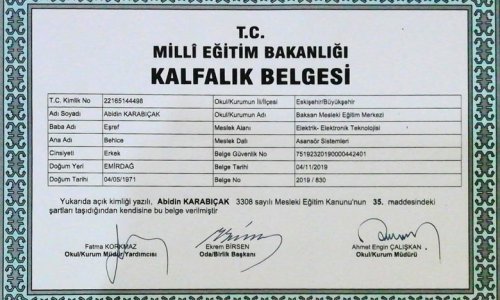 T.C.
MİLLÎ EĞİTİM BAKANLIĞI
KALFALIK BELGESİ
T.C. Kimlik No 22165144498 Okul/Kurumun İl/İlçesi Eskişehir/Büyükşehir
Adı Soyadı Abidin KARABIÇAK Okul/Kurumun Adı Baksan Mesleki Eğitim Merkezi
Baba Adı Eşref Meslek Alanı Elektrik- Elektronik Teknolojisi
Ana Adı Behice Meslek Dalı Asansör Sistemleri
Cinsiyeti Erkek Belge Güvenlik No 75192320190000442401
Doğum Yeri EMİRDAĞ Belge Tarihi 04/11/2019
Doğum Tarihi 04/05/1971 Belge No 2019 / 830
Yukarıda açık kimliği yazılı, Abidin KARABIÇAK 3308 sayılı Mesleki Eğitim Kanunu'nun 35. maddesindeki
şartları taşıdığından kendisine bu belge verilmiştir
Fatma KORKMAZ Ekrem BİRSEN Ahmet Engin ÇALIŞKAN
Okul/Kurum Müdür Yardımcısı Oda/Birlik Başkanı Okul/Kurum Müdürü